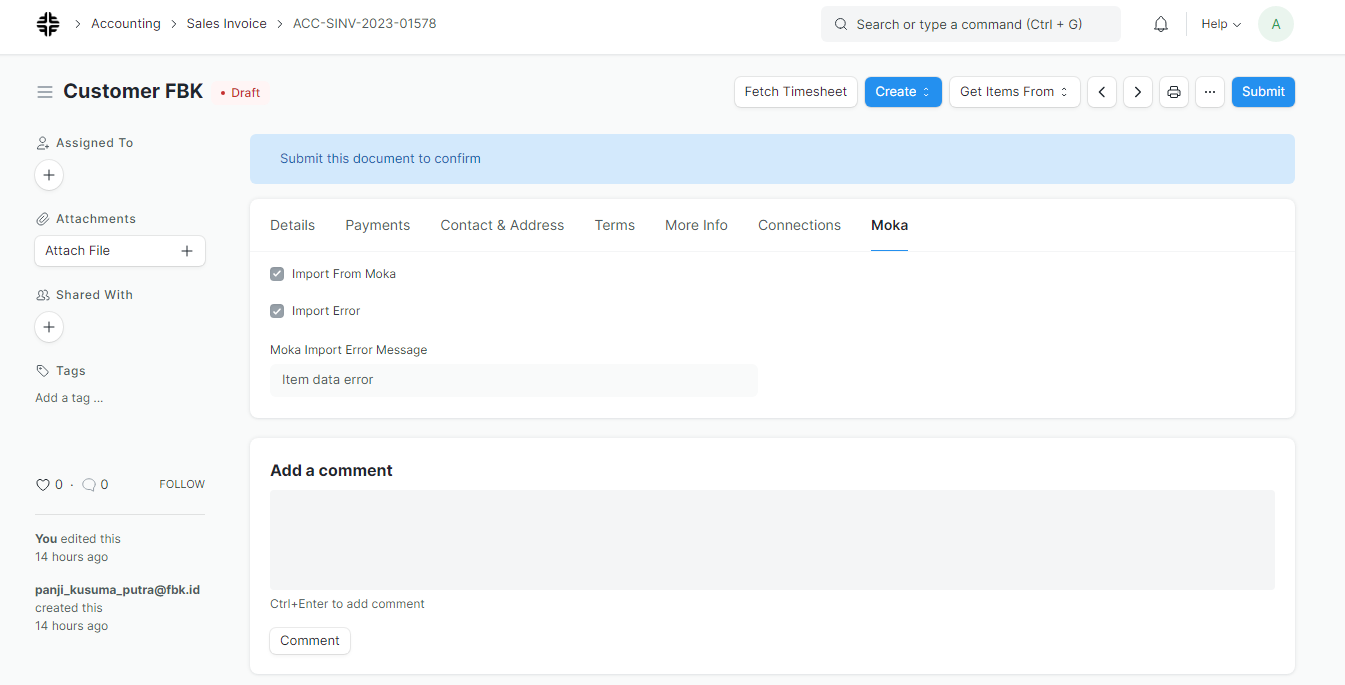 Accounting Sales Invoice ACC-SINV-2023-01578 Search or type a command (Ctrl + G) Help A
Customer FBK Draft Fetch Timesheet Create Get Items From ... Submit
Assigned To
Submit this document to confirm
Attachments
Attach File
Details Payments Contact & Address Terms More Info Connections Moka
Import From Moka
Shared With
Import Error
Moka Import Error Message
Tags
Item data error
Add a tag ...
Add a comment
0 · 0 FOLLOW
You edited this
14 hours ago
panji_kusuma_putra@fbk.id
created this
14 hours ago
Ctrl+Enter to add comment
Comment